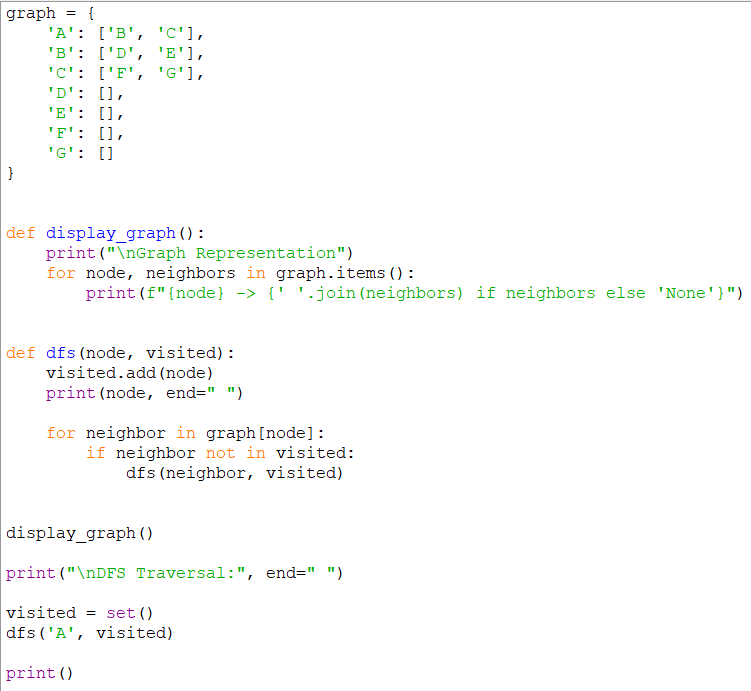 graph = {
    'A': ['B', 'C'],
    'B': ['D', 'E'],
    'C': ['F', 'G'],
    'D': [],
    'E': [],
    'F': [],
    'G': []
}
def display_graph():
    print("\nGraph Representation")
    for node, neighbors in graph.items():
        print(f"{node} -> {' '.join(neighbors) if neighbors else 'None'}")
def dfs(node, visited):
    visited.add(node)
    print(node, end=" ")
    for neighbor in graph[node]:
        if neighbor not in visited:
            dfs(neighbor, visited)
display_graph()
print("\nDFS Traversal:", end=" ")
visited = set()
dfs('A', visited)
print()